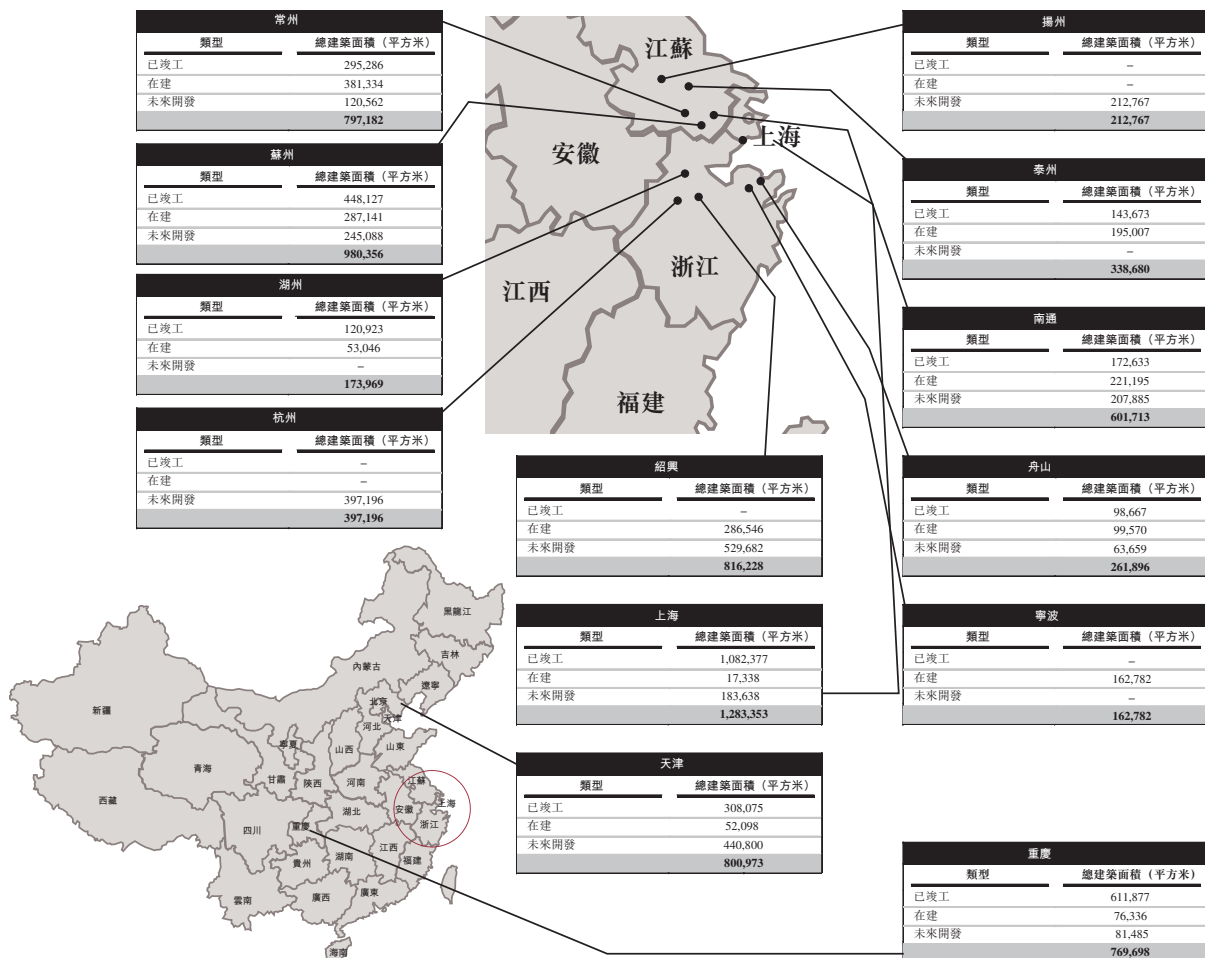 常州
類型 總建築面積（平方米）
已竣工 295,286
在建 381,334
未來開發 120,562
797,182
蘇州
類型 總建築面積（平方米）
已竣工 448,127
在建 287,141
未來開發 245,088
980,356
湖州
類型 總建築面積（平方米）
已竣工 120,923
在建 53,046
未來開發 –
173,969
杭州
類型 總建築面積（平方米）
已竣工 –
在建 –
未來開發 397,196
397,196
江蘇
上海
安徽
浙江
江西
福建
揚州
類型 總建築面積（平方米）
已竣工 –
在建 –
未來開發 212,767
212,767
泰州
類型 總建築面積（平方米）
已竣工 143,673
在建 195,007
未來開發 –
338,680
南通
類型 總建築面積（平方米）
已竣工 172,633
在建 221,195
未來開發 207,885
601,713
紹興
類型 總建築面積（平方米）
已竣工 –
在建 286,546
未來開發 529,682
816,228
舟山
類型 總建築面積（平方米）
已竣工 98,667
在建 99,570
未來開發 63,659
261,896
上海
類型 總建築面積（平方米）
已竣工 1,082,377
在建 17,338
未來開發 183,638
1,283,353
寧波
類型 總建築面積（平方米）
已竣工 –
在建 162,782
未來開發 –
162,782
天津
類型 總建築面積（平方米）
已竣工 308,075
在建 52,098
未來開發 440,800
800,973
重慶
類型 總建築面積（平方米）
已竣工 611,877
在建 76,336
未來開發 81,485
769,698
黑龍江
吉林
內蒙古
遼寧
北京
新疆
天津
河北
寧夏
山西
山東
青海
甘肅
陝西
河南
江蘇
西藏
上海
安徽
湖北
四川
重慶
浙江
江西
湖南
貴州
福建
雲南
廣西
廣東
海南